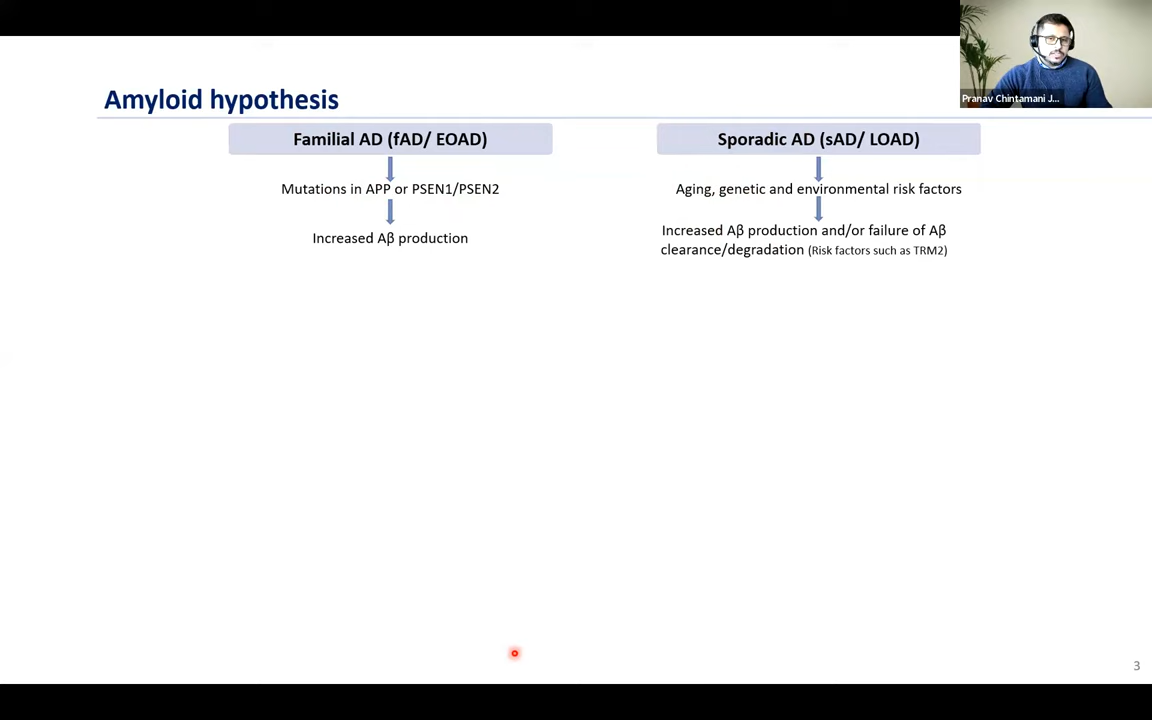 Pranav Chintamani J...
Amyloid hypothesis
Familial AD (fAD/ EOAD)
Mutations in APP or PSEN1/PSEN2
Increased Aβ production
Sporadic AD (sAD/ LOAD)
Aging, genetic and environmental risk factors
Increased Aβ production and/or failure of Aβ
clearance/degradation (Risk factors such as TRM2)
3